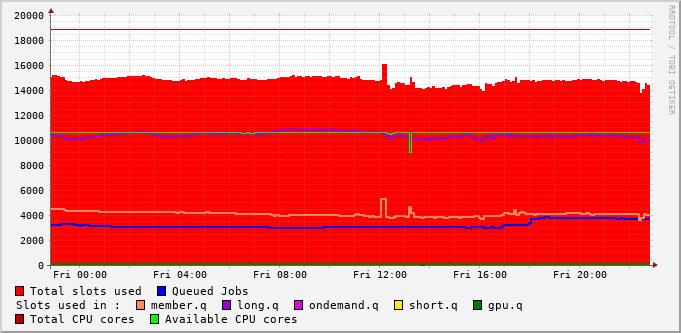 20000
18000
16000
14000
12000
10000
8000
6000
4000
2000
0
Fri 00:00 Fri 04:00 Fri 08:00 Fri 12:00 Fri 16:00 Fri 20:00
Total slots used Queued Jobs
Slots used in : member.q long.q ondemand.q short.q gpu.q
Total CPU cores Available CPU cores
RRDTOOL / TOBI OETIKER